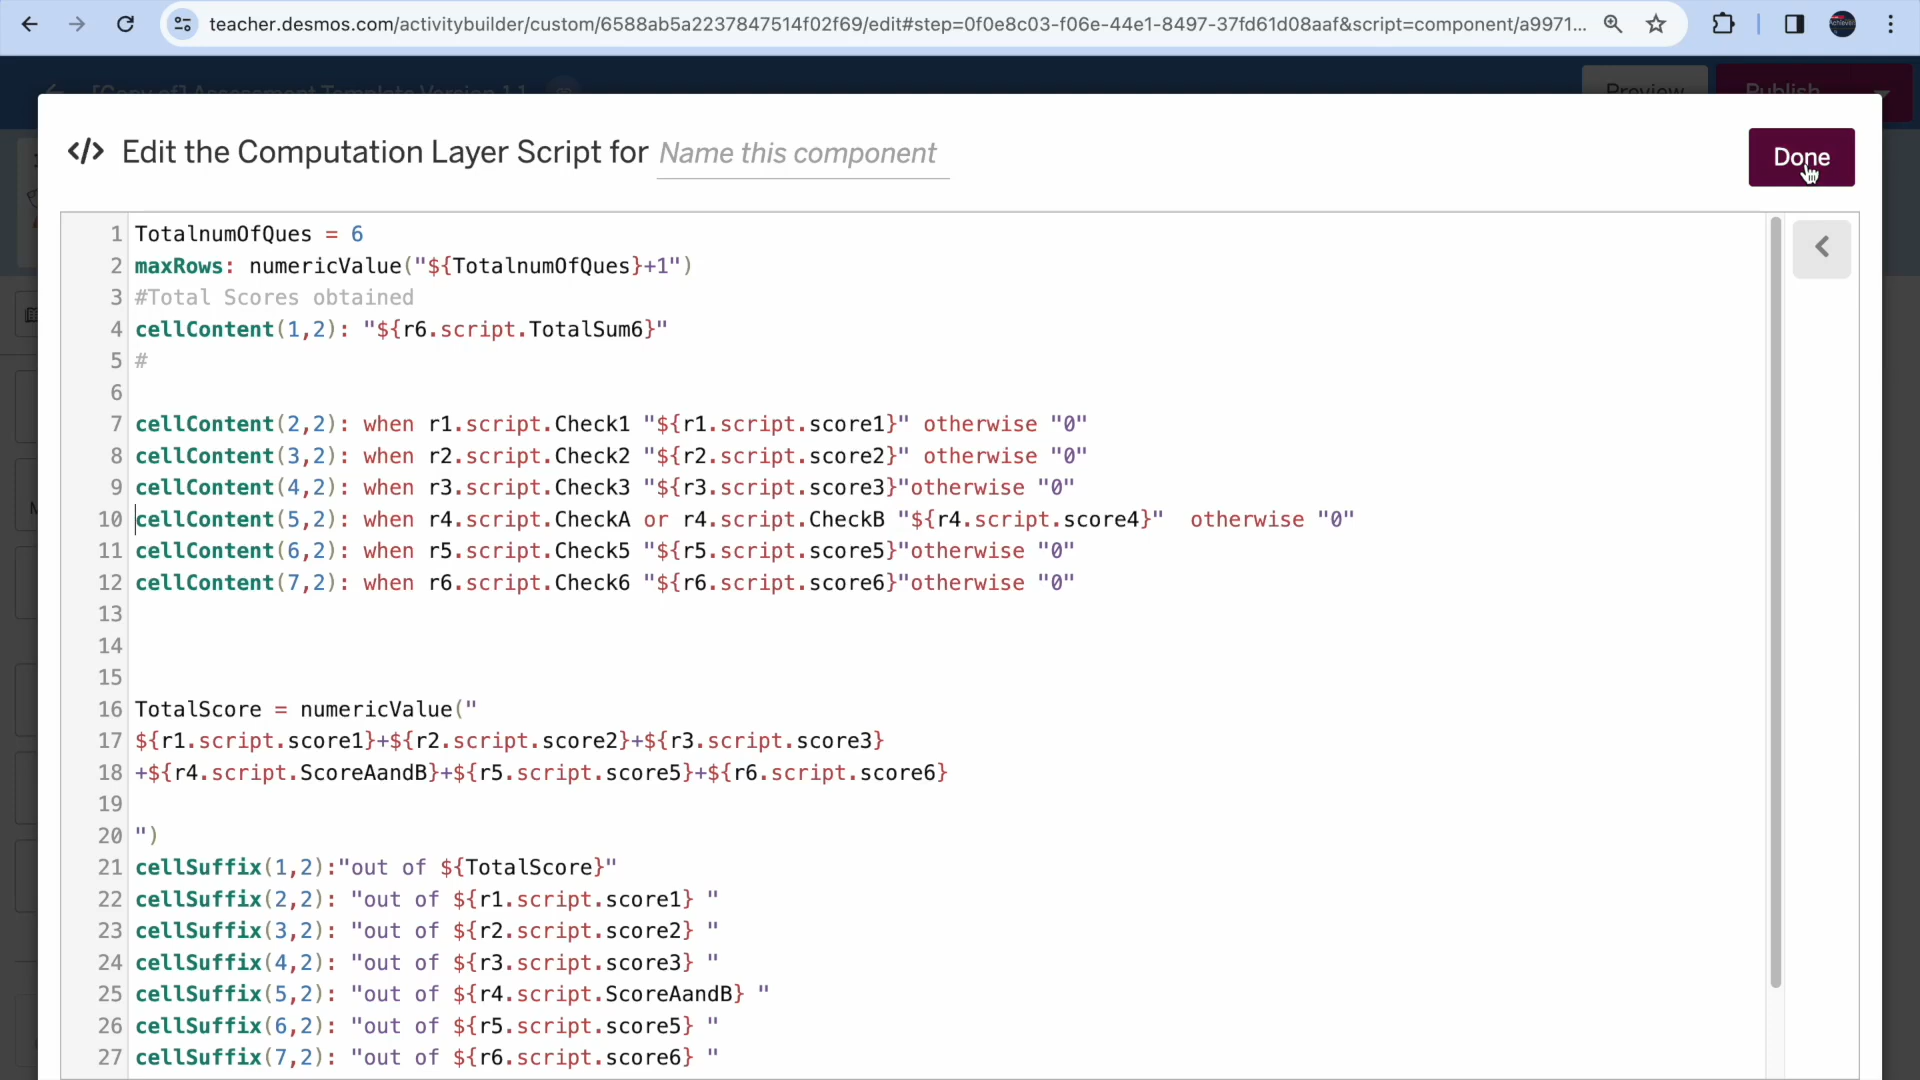 teacher.desmos.com/activitybuilder/custom/6588ab5a2237847514f02f69/edit#step=0f0e8c03-f06e-44e1-8497-37fd61d08aaf&script=component/a9971...
[Copy of] Assessment Template Version 1.1
Preview
Publish
</> Edit the Computation Layer Script for Name this component
Done
1 TotalnumOfQues = 6
2 maxRows: numericValue("${TotalnumOfQues}+1")
3 #Total Scores obtained
4 cellContent(1,2): "${r6.script.TotalSum6}"
5 #
6
7 cellContent(2,2): when r1.script.Check1 "${r1.script.score1}" otherwise "0"
8 cellContent(3,2): when r2.script.Check2 "${r2.script.score2}" otherwise "0"
9 cellContent(4,2): when r3.script.Check3 "${r3.script.score3}"otherwise "0"
10 cellContent(5,2): when r4.script.CheckA or r4.script.CheckB "${r4.script.score4}"  otherwise "0"
11 cellContent(6,2): when r5.script.Check5 "${r5.script.score5}"otherwise "0"
12 cellContent(7,2): when r6.script.Check6 "${r6.script.score6}"otherwise "0"
13
14
15
16 TotalScore = numericValue("
17 ${r1.script.score1}+${r2.script.score2}+${r3.script.score3}
18 +${r4.script.ScoreAandB}+${r5.script.score5}+${r6.script.score6}
19
20 ")
21 cellSuffix(1,2):"out of ${TotalScore}"
22 cellSuffix(2,2): "out of ${r1.script.score1} "
23 cellSuffix(3,2): "out of ${r2.script.score2} "
24 cellSuffix(4,2): "out of ${r3.script.score3} "
25 cellSuffix(5,2): "out of ${r4.script.ScoreAandB} "
26 cellSuffix(6,2): "out of ${r5.script.score5} "
27 cellSuffix(7,2): "out of ${r6.script.score6} "